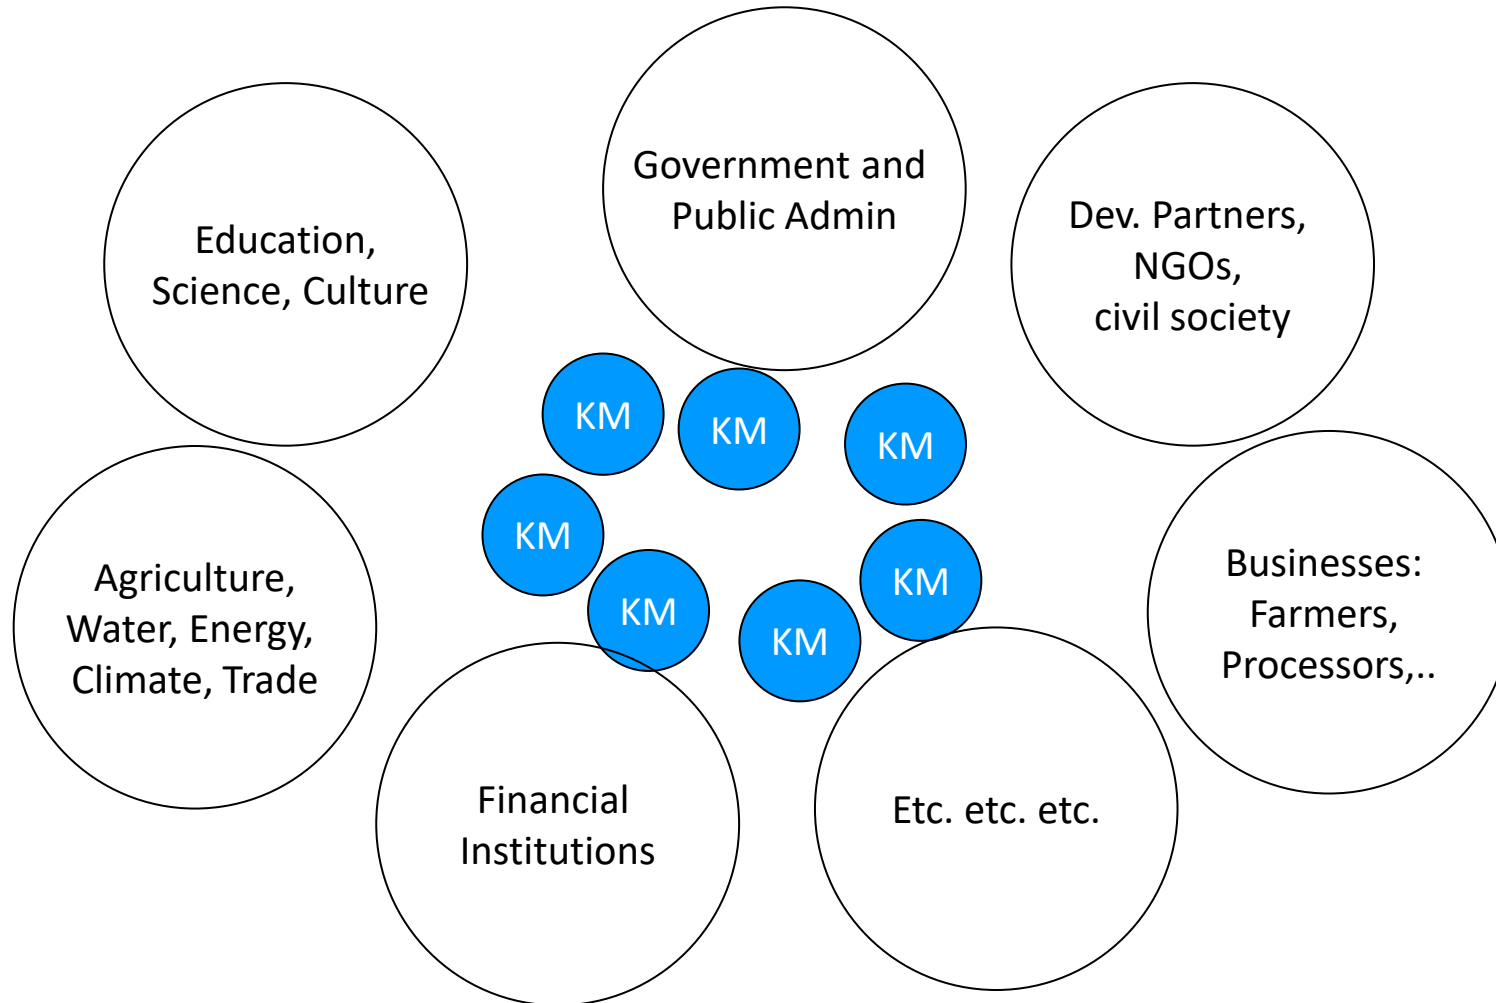 Government and
Public Admin
Education,
Science, Culture
Dev. Partners,
NGOs,
civil society
KM
KM
KM
KM
KM
KM
KM
Agriculture,
Water, Energy,
Climate, Trade
Businesses:
Farmers,
Processors,..
Financial
Institutions
Etc. etc. etc.